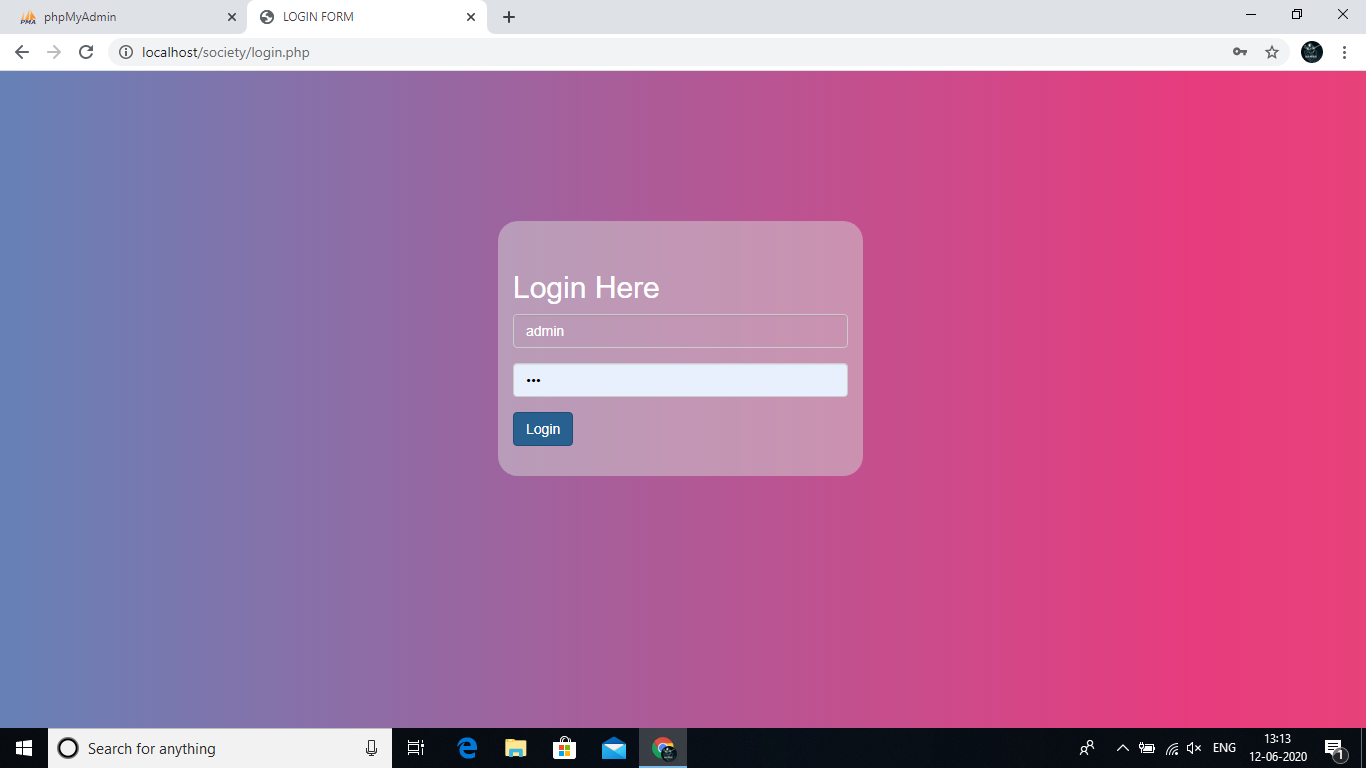 phpMyAdmin
LOGIN FORM
localhost/society/login.php
Login Here
admin
•••
Login
Search for anything
ENG
13:13
12-06-2020
1